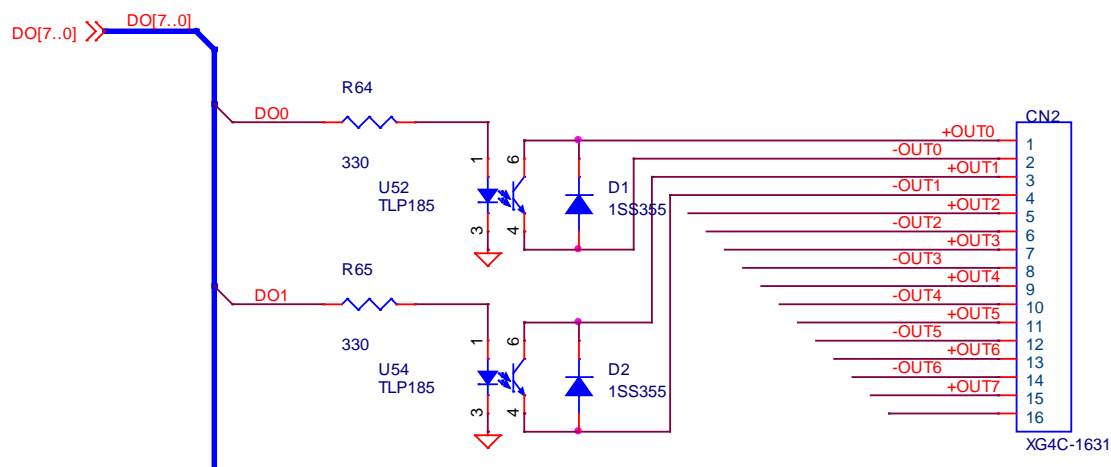 DO[7..0]
DO[7..0]
R64
DO0
330
1
6
U52
TLP185
3
4
D1
1SS355
R65
DO1
330
1
6
U54
TLP185
3
4
D2
1SS355
CN2
+OUT0
1
-OUT0
2
+OUT1
3
-OUT1
4
+OUT2
5
-OUT2
6
+OUT3
7
-OUT3
8
+OUT4
9
-OUT4
10
+OUT5
11
-OUT5
12
+OUT6
13
-OUT6
14
+OUT7
15
16
XG4C-1631